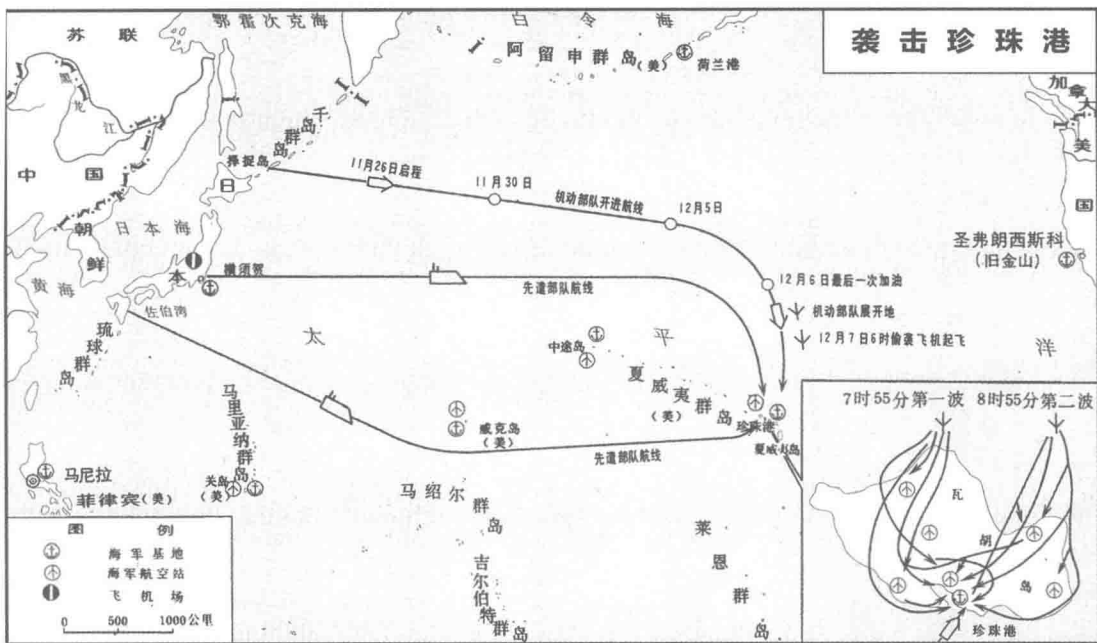 袭击珍珠港
鄂霍次克海
白令海
苏联
阿留申群岛(美)
荷兰港
加拿大
黑龙江
千岛群岛
美国
择捉岛
11月26日启程
11月30日
机动部队开进航线
12月5日
中国
日本
朝鲜
日本海
圣弗朗西斯科
(旧金山)
横须贺
先遣部队航线
12月6日最后一次加油
黄海
佐伯湾
机动部队展开地
太平洋
中途岛
12月7日6时偷袭飞机起飞
琉球群岛
夏威夷群岛(美)
马里亚纳群岛
威克岛
(美)
珍珠港
夏威夷岛
先遣部队航线
7时55分第一波
8时55分第二波
马尼拉
关岛
(美)
菲律宾(美)
马绍尔群岛
莱恩群岛
吉尔伯特群岛
瓦胡岛
珍珠港
图例
海军基地
海军航空站
飞机场
0 500 1000公里